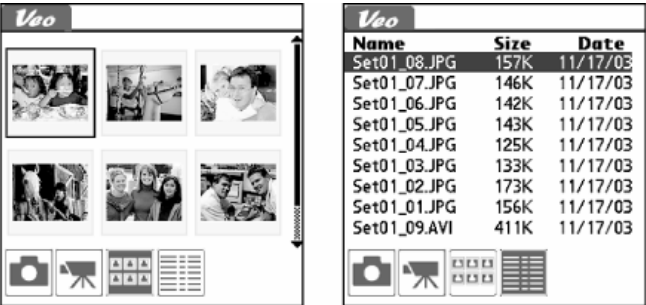 Veo
Veo
Name Size Date
Set01_08.JPG 157K 11/17/03
Set01_07.JPG 146K 11/17/03
Set01_06.JPG 142K 11/17/03
Set01_05.JPG 143K 11/17/03
Set01_04.JPG 125K 11/17/03
Set01_03.JPG 133K 11/17/03
Set01_02.JPG 173K 11/17/03
Set01_01.JPG 156K 11/17/03
Set01_09.AVI 411K 11/17/03